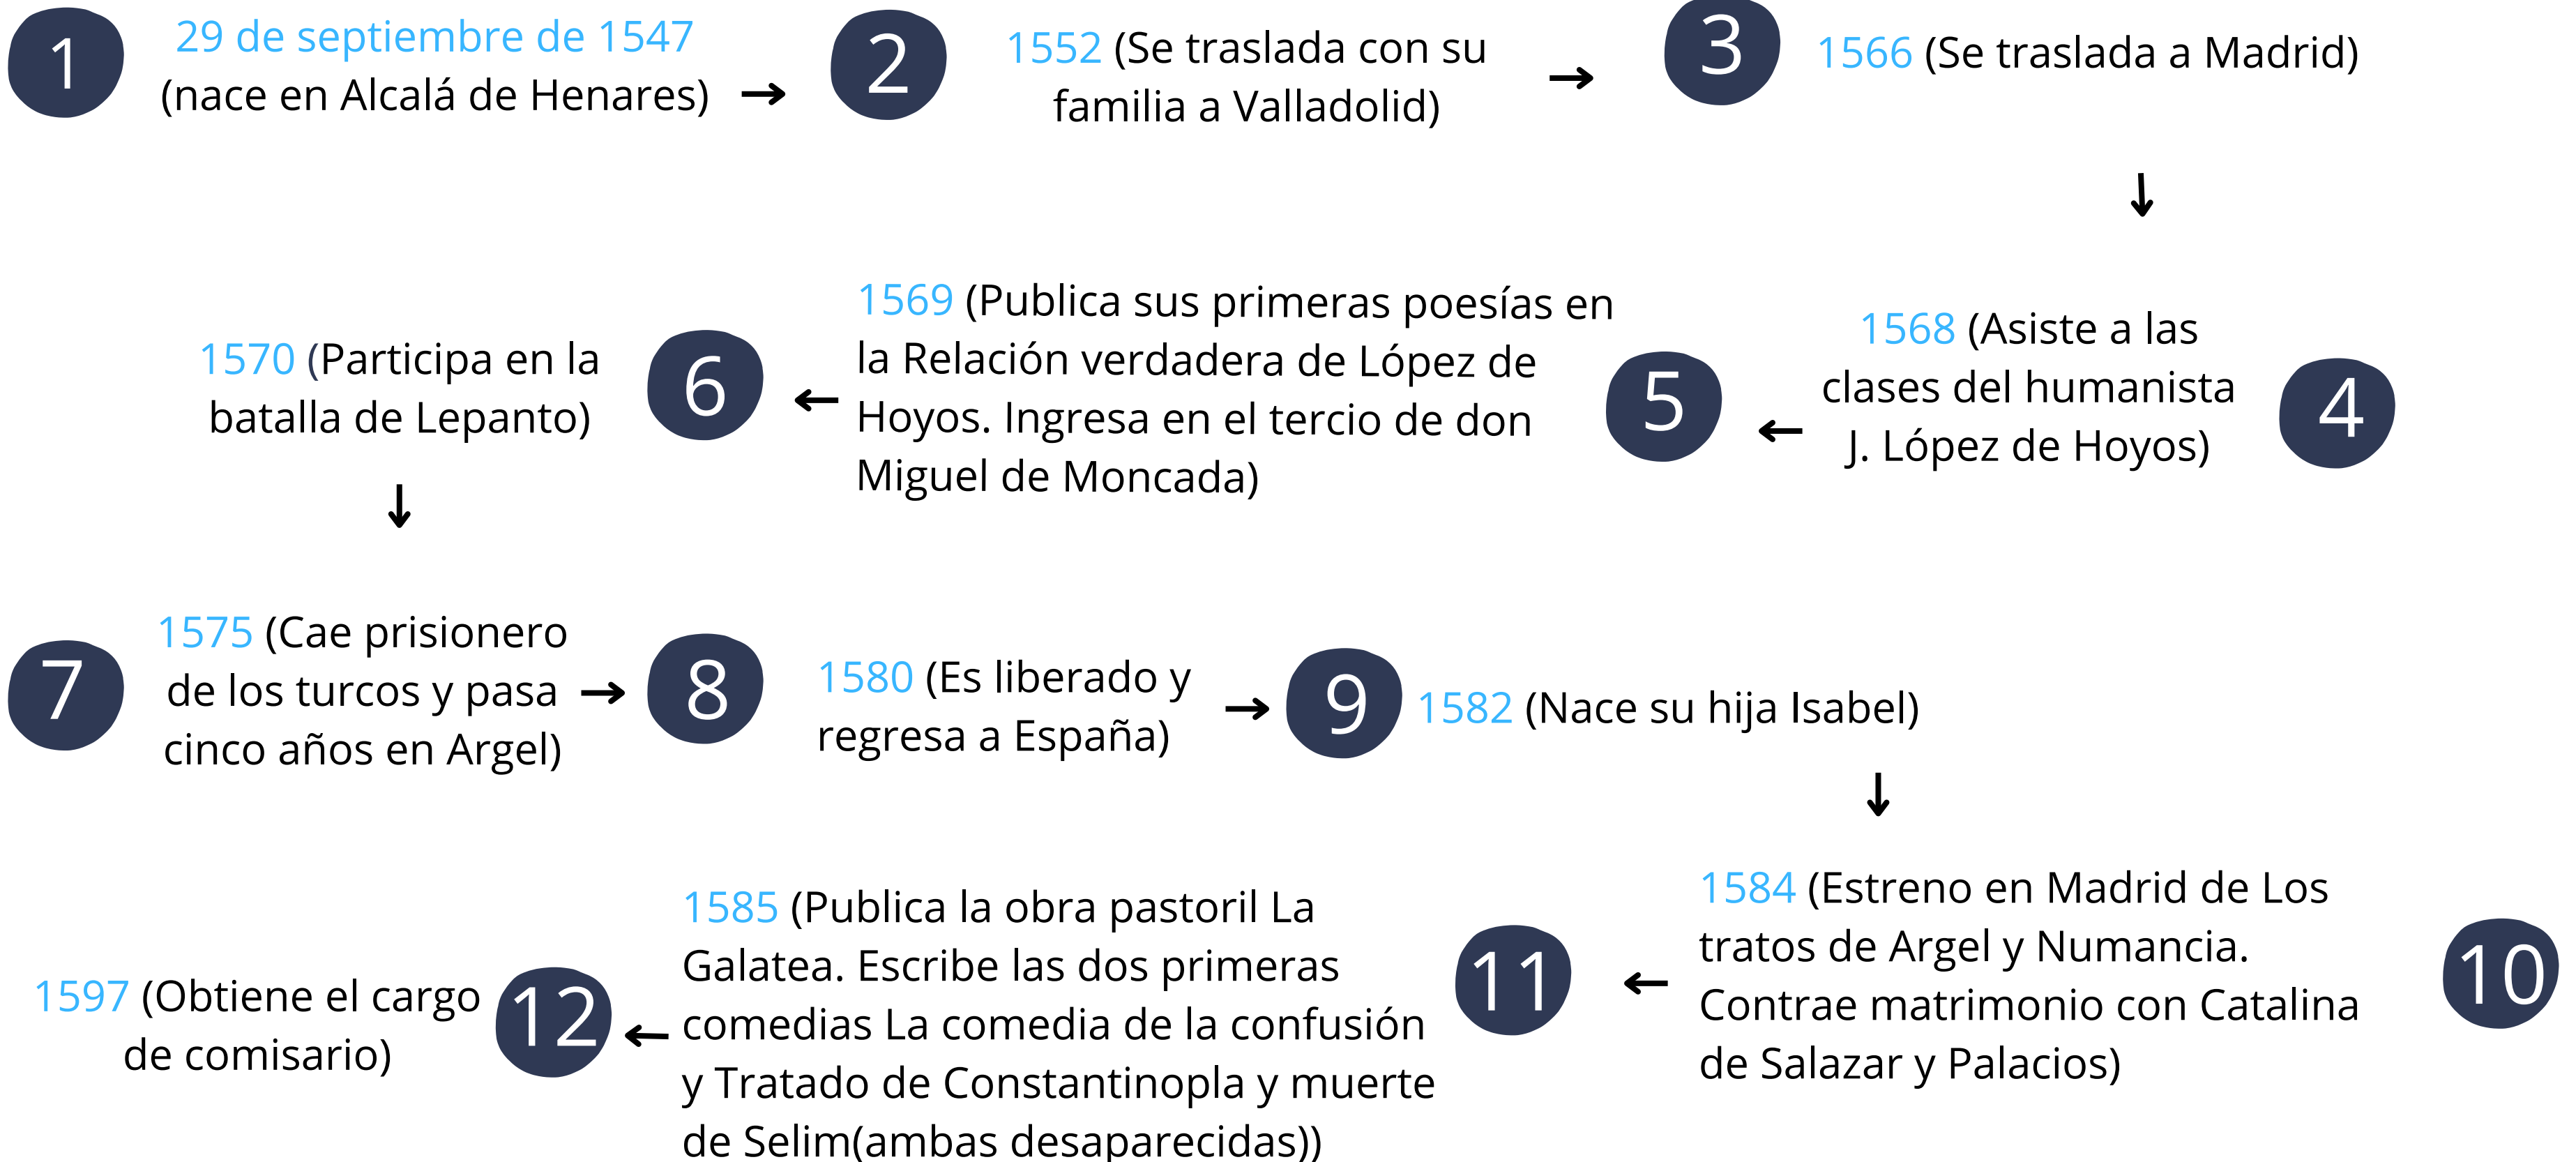 1
29 de septiembre de 1547
(nace en Alcalá de Henares)
2
1552 (Se traslada con su
familia a Valladolid)
3
1566 (Se traslada a Madrid)
4
1568 (Asiste a las
clases del humanista
J. López de Hoyos)
5
1569 (Publica sus primeras poesías en
la Relación verdadera de López de
Hoyos. Ingresa en el tercio de don
Miguel de Moncada)
6
1570 (Participa en la
batalla de Lepanto)
7
1575 (Cae prisionero
de los turcos y pasa
cinco años en Argel)
8
1580 (Es liberado y
regresa a España)
9
1582 (Nace su hija Isabel)
10
1584 (Estreno en Madrid de Los
tratos de Argel y Numancia.
Contrae matrimonio con Catalina
de Salazar y Palacios)
11
1585 (Publica la obra pastoril La
Galatea. Escribe las dos primeras
comedias La comedia de la confusión
y Tratado de Constantinopla y muerte
de Selim(ambas desaparecidas))
12
1597 (Obtiene el cargo
de comisario)